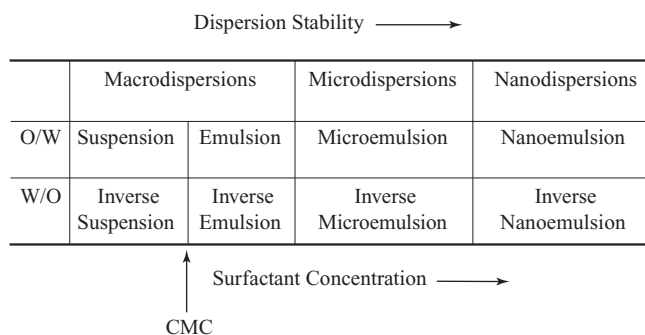 Dispersion Stability
Macrodispersions Microdispersions Nanodispersions
O/W Suspension Emulsion Microemulsion Nanoemulsion
W/O Inverse Inverse Inverse Inverse
Suspension Emulsion Microemulsion Nanoemulsion
Surfactant Concentration
CMC